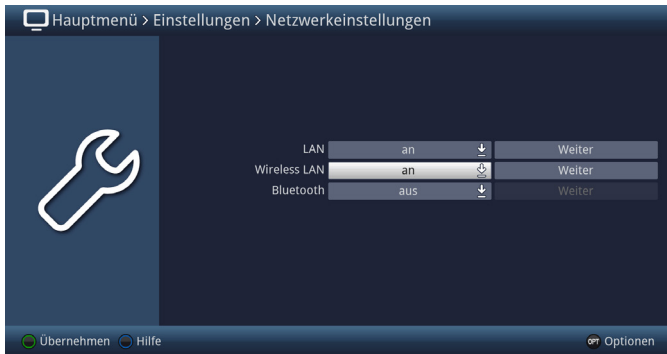 Hauptmenü > Einstellungen > Netzwerkeinstellungen
LAN an Weiter
Wireless LAN an Weiter
Bluetooth aus Weiter
Übernehmen Hilfe OPT Optionen